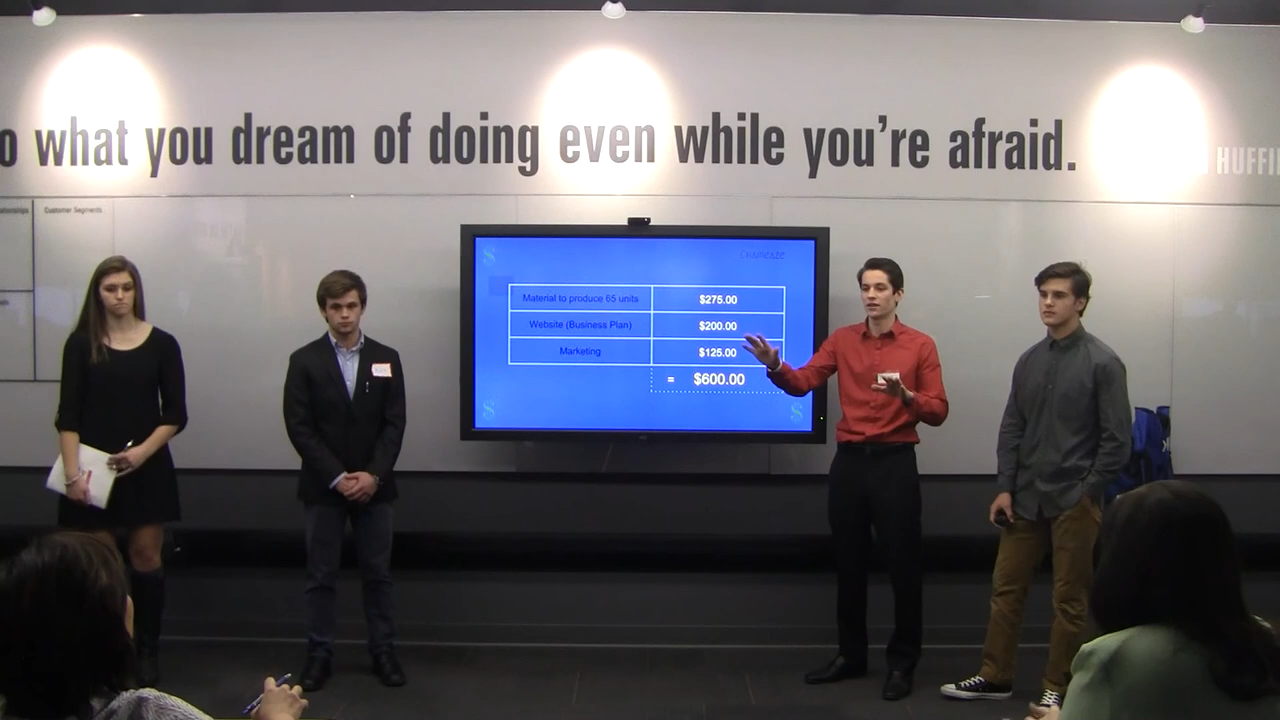 o what you dream of doing even while you're afraid.
HUFFI
Customer Segments
Material to produce 65 units $275.00
Website (Business Plan) $200.00
Marketing $125.00
= $600.00
$
$
$